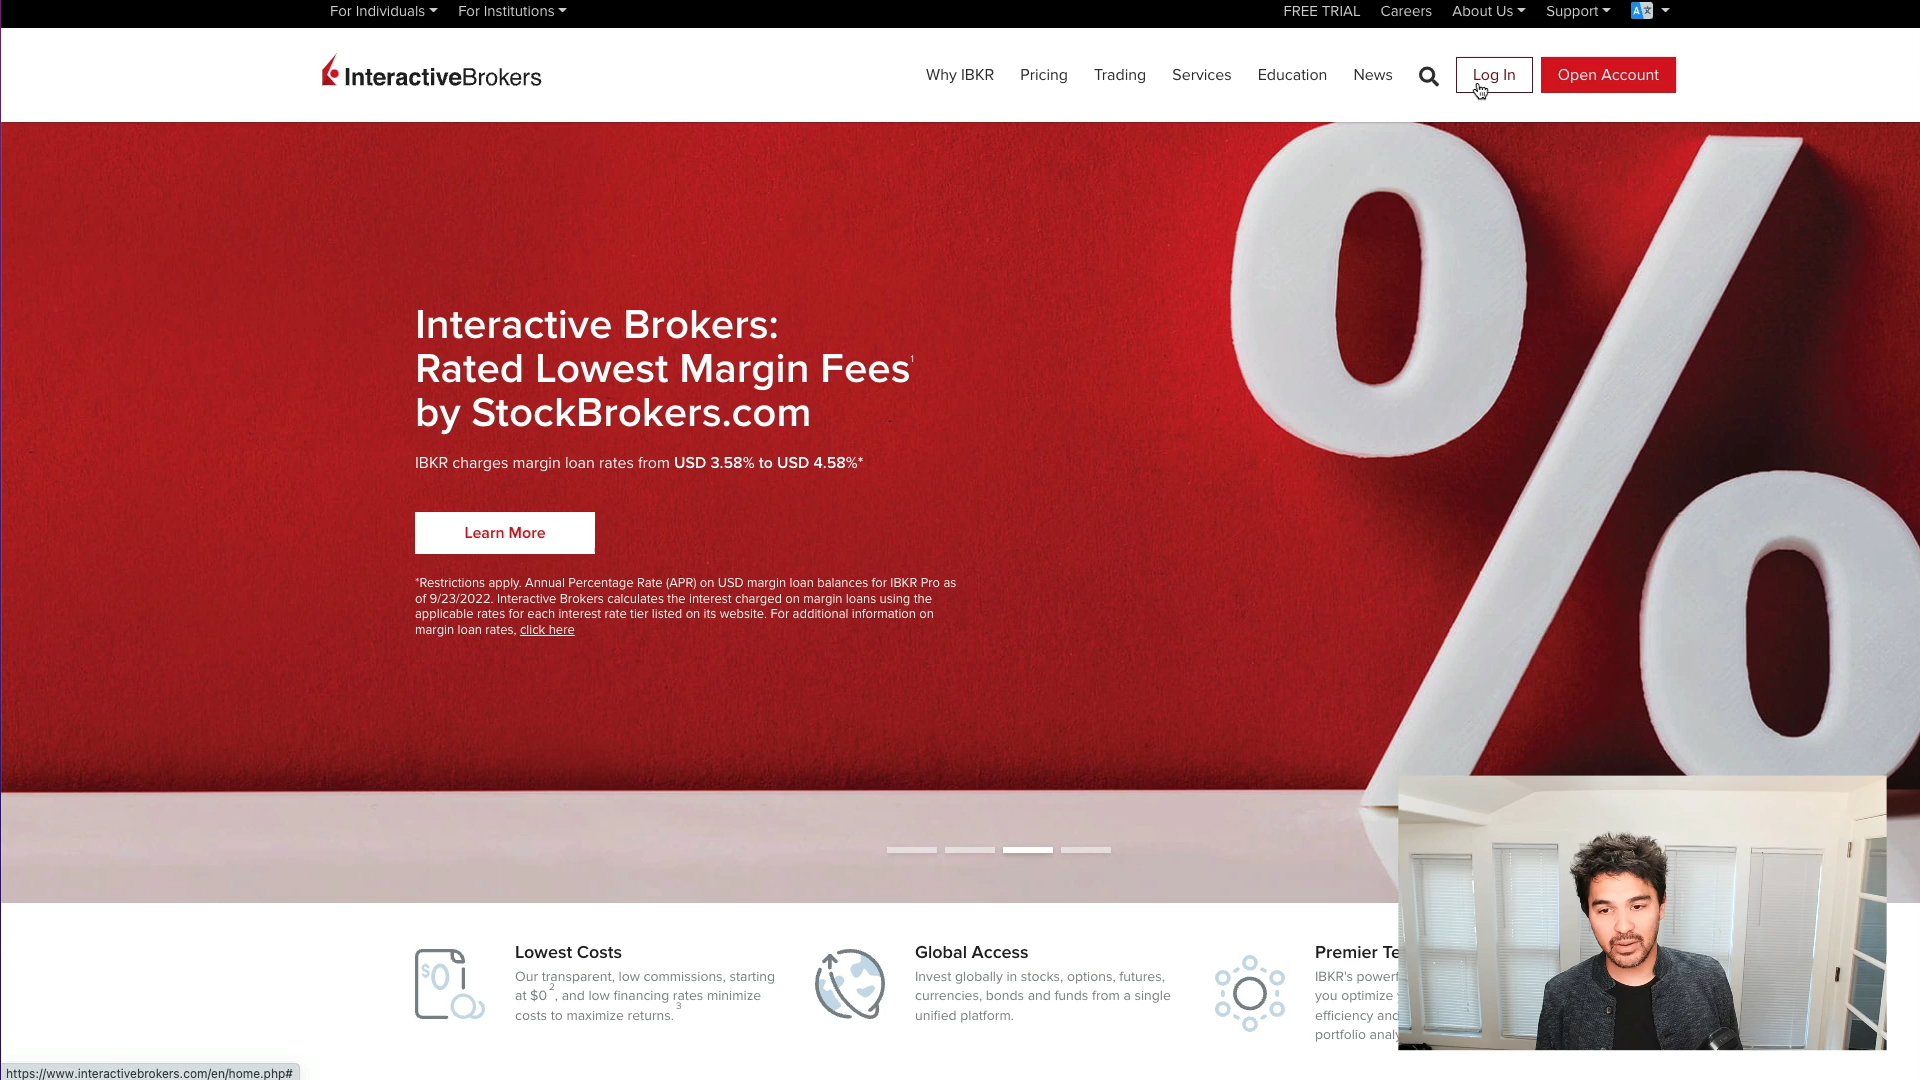 For Individuals
For Institutions
FREE TRIAL
Careers
About Us
Support
A
InteractiveBrokers
Why IBKR
Pricing
Trading
Services
Education
News
Log In
Open Account
Interactive Brokers:
Rated Lowest Margin Fees1
by StockBrokers.com
IBKR charges margin loan rates from USD 3.58% to USD 4.58%*
Learn More
*Restrictions apply. Annual Percentage Rate (APR) on USD margin loan balances for IBKR Pro as
of 9/23/2022. Interactive Brokers calculates the interest charged on margin loans using the
applicable rates for each interest rate tier listed on its website. For additional information on
margin loan rates, click here
%
$0
Lowest Costs
Our transparent, low commissions, starting
at $0 2, and low financing rates minimize
costs to maximize returns. 3
Global Access
Invest globally in stocks, options, futures,
currencies, bonds and funds from a single
unified platform.
Premier Te
IBKR's powerf
you optimize
efficiency and
portfolio analy
https://www.interactivebrokers.com/en/home.php#